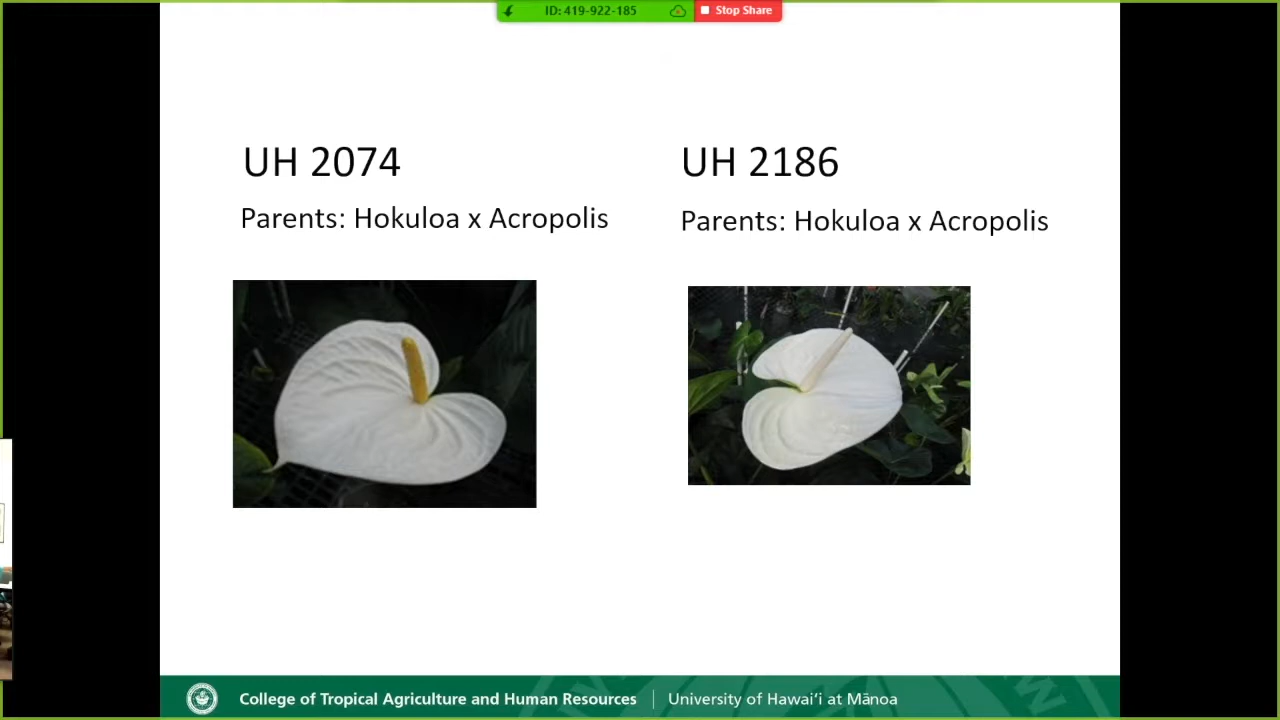 ID: 419-922-185
Stop Share
UH 2074
Parents: Hokuloa x Acropolis
UH 2186
Parents: Hokuloa x Acropolis
College of Tropical Agriculture and Human Resources | University of Hawaiʻi at Mānoa